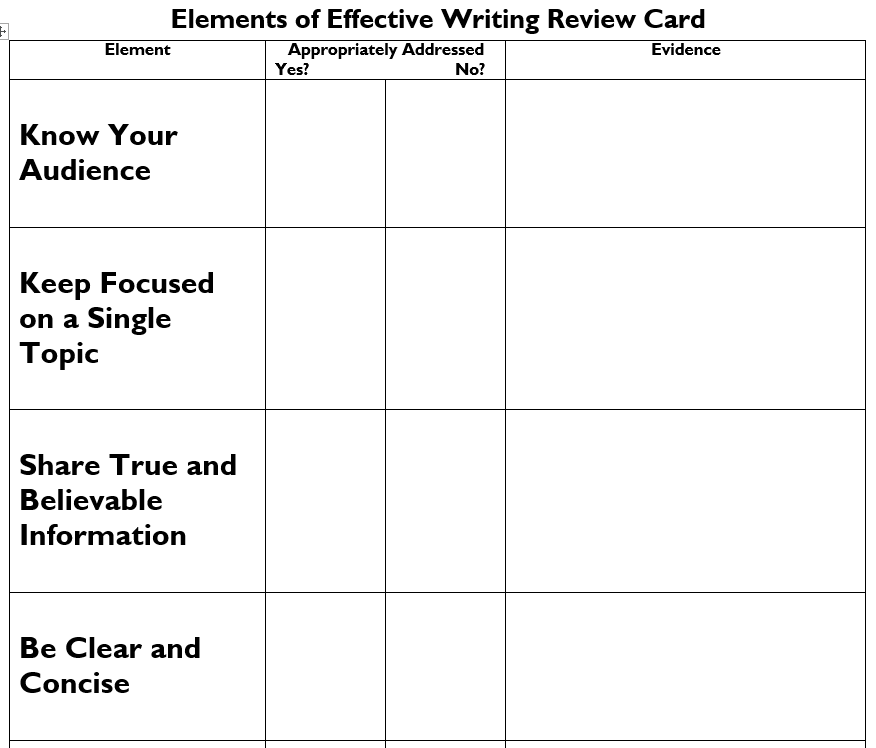 Elements of Effective Writing Review Card
Element
Appropriately Addressed
Yes? No?
Evidence
Know Your
Audience
Keep Focused
on a Single
Topic
Share True and
Believable
Information
Be Clear and
Concise